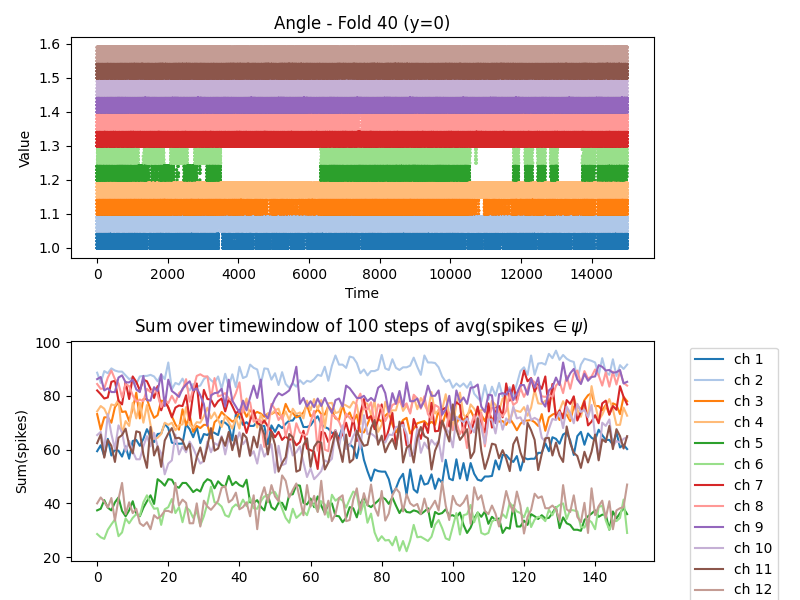 Angle - Fold 40 (y=0)
1.6
1.5
1.4
1.3
1.2
1.1
1.0
Value
0 2000 4000 6000 8000 10000 12000 14000
Time
Sum over timewindow of 100 steps of avg(spikes ∈ ψ)
100
80
60
40
20
Sum(spikes)
0 20 40 60 80 100 120 140
ch 1
ch 2
ch 3
ch 4
ch 5
ch 6
ch 7
ch 8
ch 9
ch 10
ch 11
ch 12